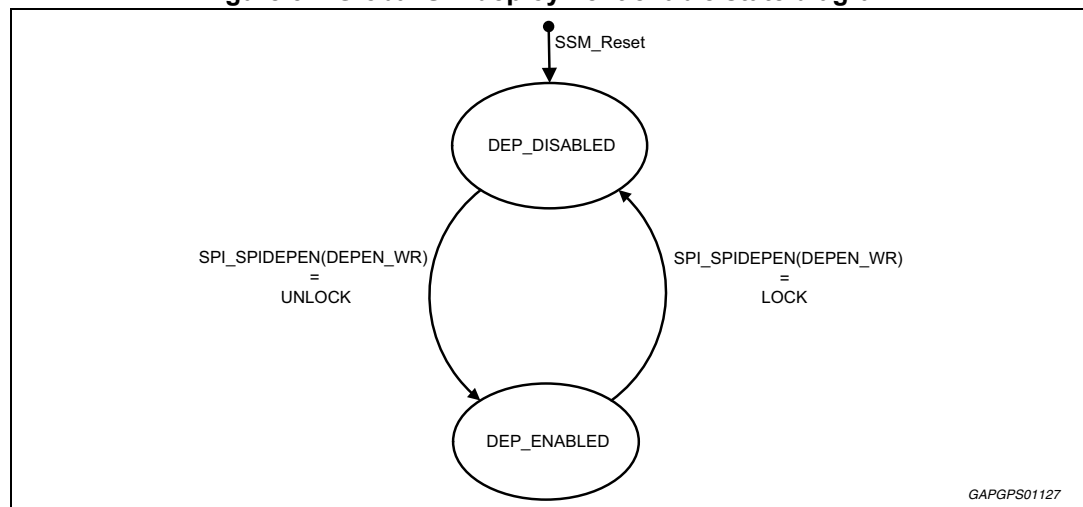 SSM_Reset
DEP_DISABLED
SPI_SPIDEPEN(DEPEN_WR)
=
UNLOCK
SPI_SPIDEPEN(DEPEN_WR)
=
LOCK
DEP_ENABLED
GAPGPS01127